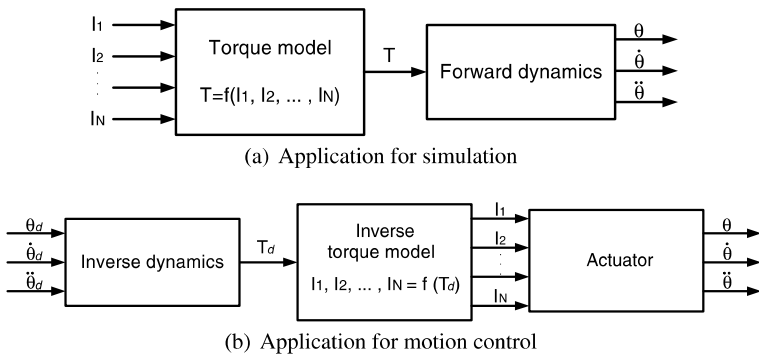 I1
I2
:
IN
Torque model
T=f(I1, I2, ... , IN)
T
Forward dynamics
θ
θ̇
θ̈
(a) Application for simulation
θd
θ̇d
θ̈d
Inverse dynamics
Td
Inverse
torque model
I1, I2, ... , IN = f (Td)
I1
I2
:
IN
Actuator
θ
θ̇
θ̈
(b) Application for motion control